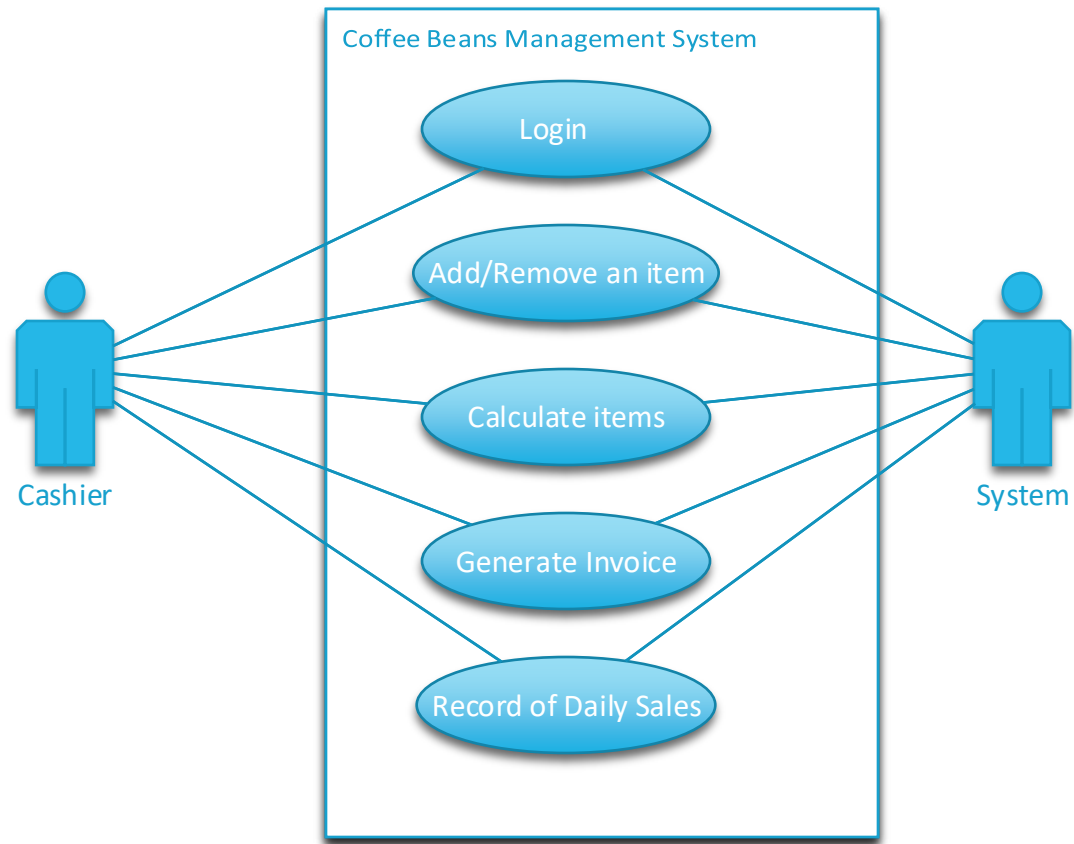 Coffee Beans Management System
Login
Add/Remove an item
Calculate items
Cashier
System
Generate Invoice
Record of Daily Sales